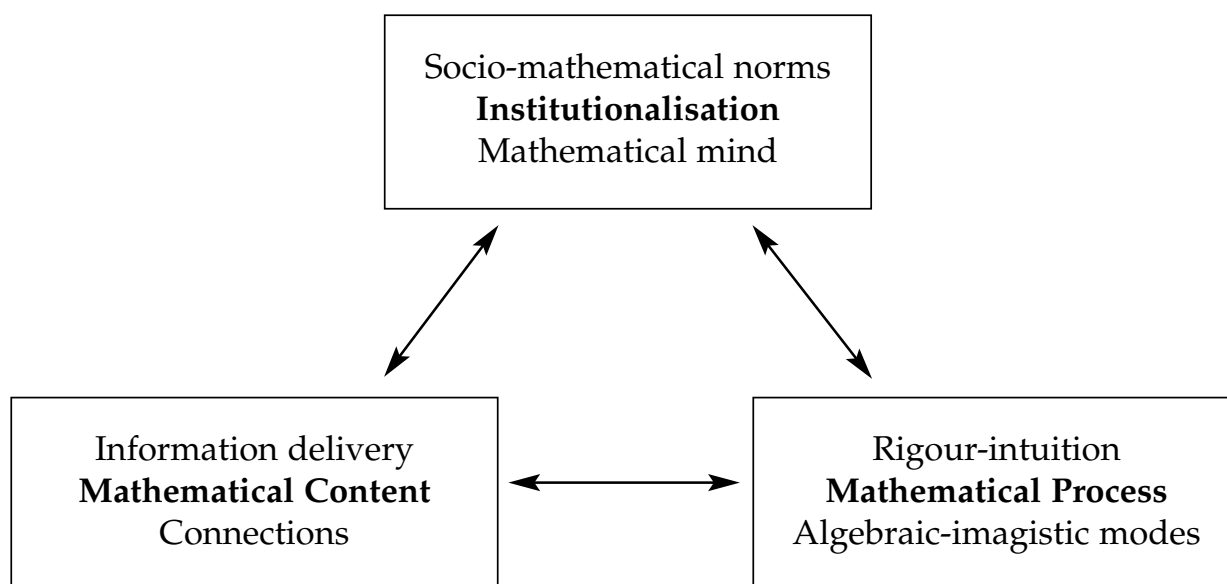 Socio-mathematical norms
Institutionalisation
Mathematical mind
Information delivery
Mathematical Content
Connections
Rigour-intuition
Mathematical Process
Algebraic-imagistic modes